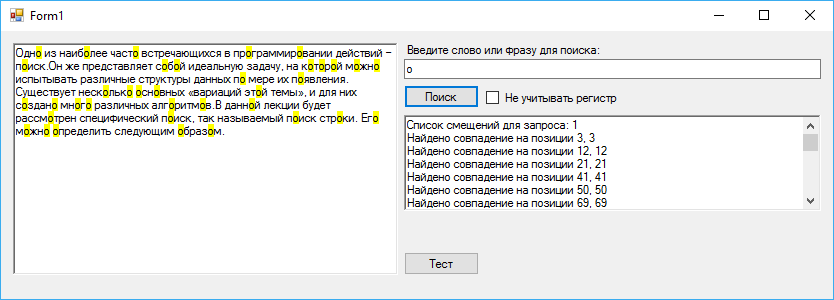 Form1
Одно из наиболее часто встречающихся в программировании действий –
поиск.Он же представляет собой идеальную задачу, на которой можно
испытывать различные структуры данных по мере их появления.
Существует несколько основных «вариаций этой темы», и для них
создано много различных алгоритмов.В данной лекции будет
рассмотрен специфический поиск, так называемый поиск строки. Его
можно определить следующим образом.
Введите слово или фразу для поиска:
о
Поиск
Не учитывать регистр
Список смещений для запроса: 1
Найдено совпадение на позиции 3, 3
Найдено совпадение на позиции 12, 12
Найдено совпадение на позиции 21, 21
Найдено совпадение на позиции 41, 41
Найдено совпадение на позиции 50, 50
Найдено совпадение на позиции 69, 69
Тест